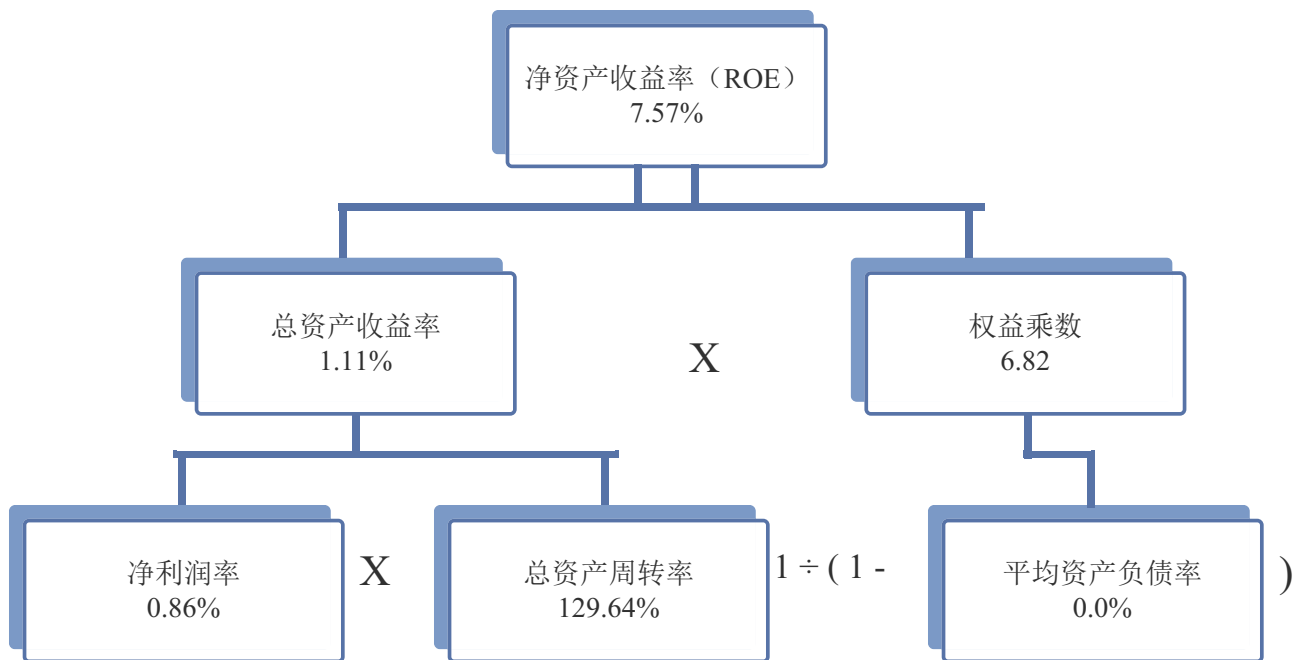 净资产收益率（ROE）
7.57%
总资产收益率
1.11%
X
权益乘数
6.82
净利润率
0.86%
X
总资产周转率
129.64%
1 ÷ ( 1 -
平均资产负债率
0.0%
)